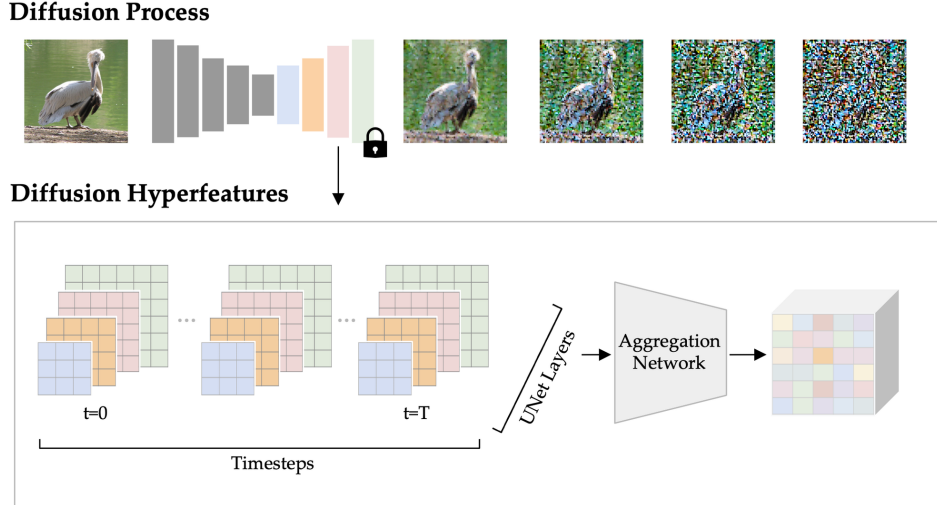 Diffusion Process
Diffusion Hyperfeatures
... ...
t=0
t=T
Timesteps
UNet Layers
Aggregation
Network